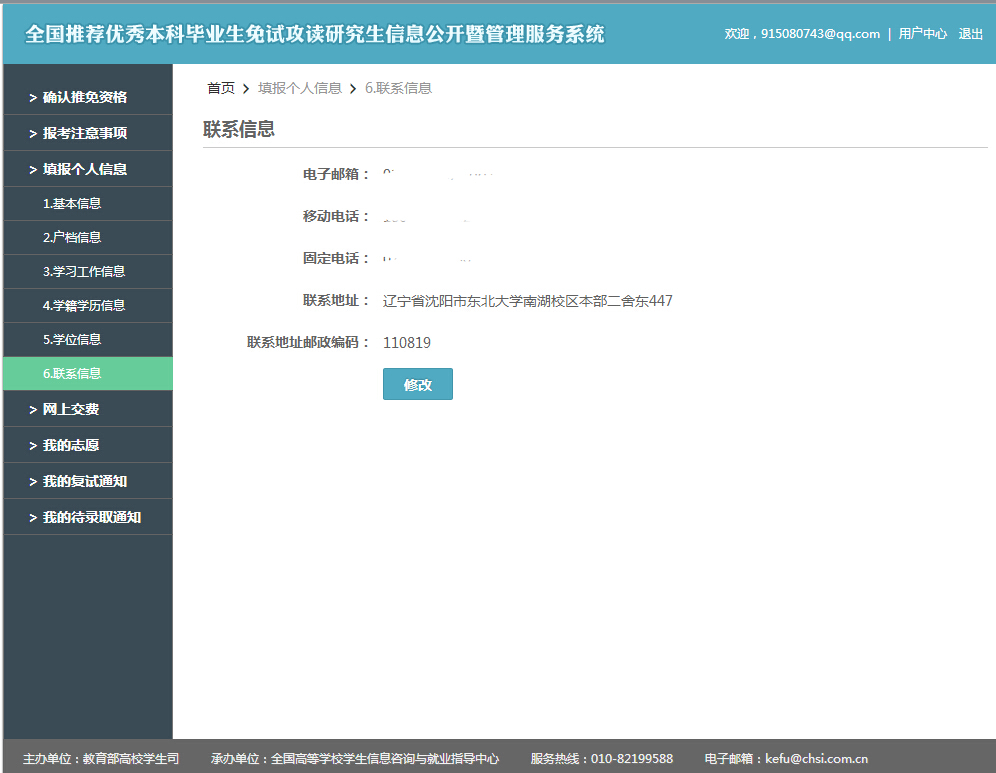 全国推荐优秀本科毕业生免试攻读研究生信息公开暨管理服务系统
欢迎，915080743@qq.com | 用户中心 退出
> 确认推免资格
> 报考注意事项
> 填报个人信息
1.基本信息
2.户档信息
3.学习工作信息
4.学籍学历信息
5.学位信息
6.联系信息
> 网上交费
> 我的志愿
> 我的复试通知
> 我的待录取通知
首页 > 填报个人信息 > 6.联系信息
联系信息
电子邮箱：
移动电话：
固定电话：
联系地址： 辽宁省沈阳市东北大学南湖校区本部二舍东447
联系地址邮政编码： 110819
修改
主办单位：教育部高校学生司 承办单位：全国高等学校学生信息咨询与就业指导中心 服务热线：010-82199588 电子邮箱：kefu@chsi.com.cn